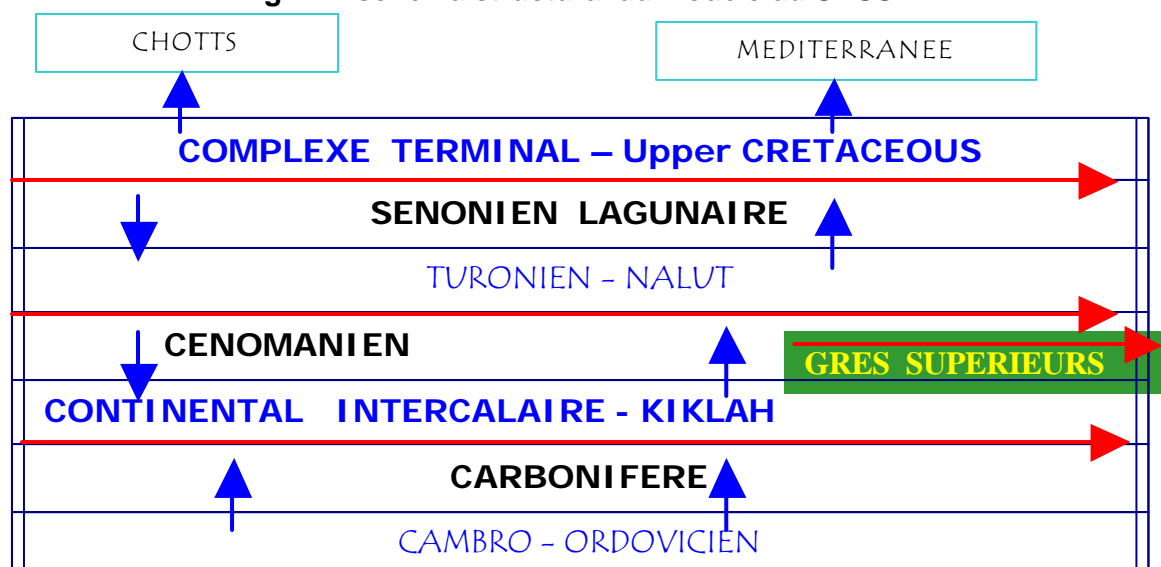 CHOTTS
MEDITERRANEE
COMPLEXE TERMINAL – Upper CRETACEOUS
SENONIEN LAGUNAIRE
TURONIEN - NALUT
CENOMANIEN
GRES SUPERIEURS
CONTINENTAL INTERCALAIRE - KIKLAH
CARBONIFERE
CAMBRO - ORDOVICIEN